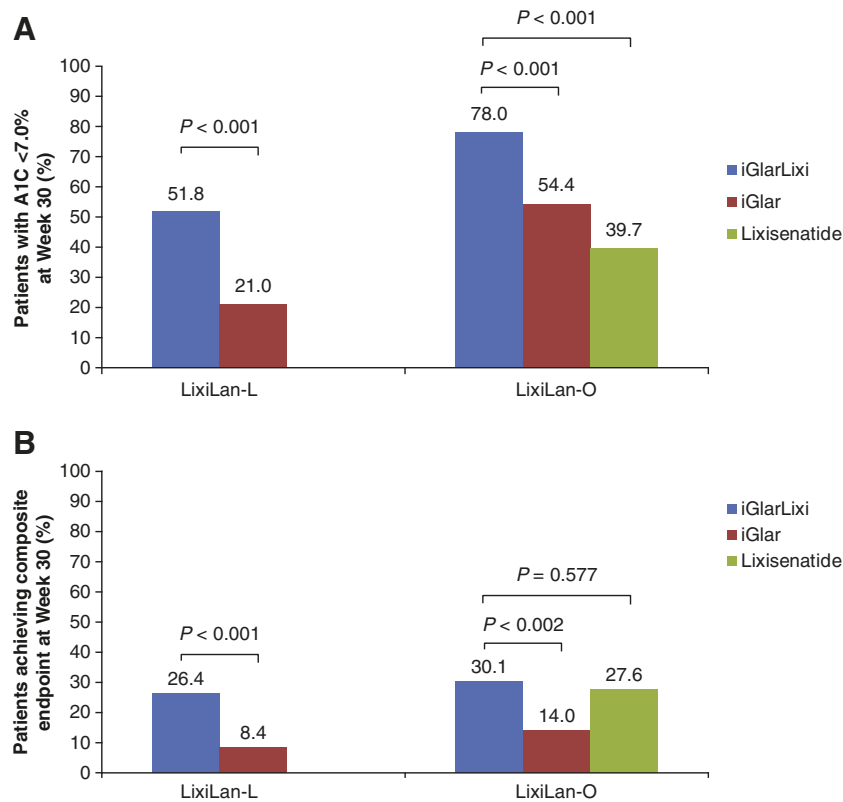 A
P < 0.001
P < 0.001
P < 0.001
Patients with A1C <7.0%
at Week 30 (%)
100
90
80
70
60
50
40
30
20
10
0
51.8
21.0
78.0
54.4
39.7
iGlarLixi
iGlar
Lixisenatide
LixiLan-L
LixiLan-O
B
Patients achieving composite
endpoint at Week 30 (%)
100
90
80
70
60
50
40
30
20
10
0
P < 0.001
P = 0.577
P < 0.002
26.4
8.4
30.1
14.0
27.6
iGlarLixi
iGlar
Lixisenatide
LixiLan-L
LixiLan-O